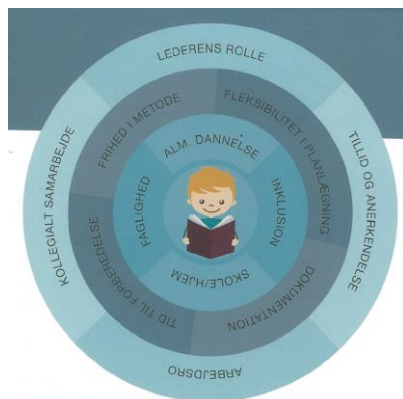 LEDERENS ROLLE
TILLID OG ANERKENDELSE
ARBEJDSRO
KOLLEGIALT SAMARBEJDE
FRIHED I METODE
FLEKSIBILITET I PLANLÆGNING
DOKUMENTATION
TID TIL FORBEREDELSE
ALM. DANNELSE
INKLUSION
SKOLE/HJEM
FAGLIGHED